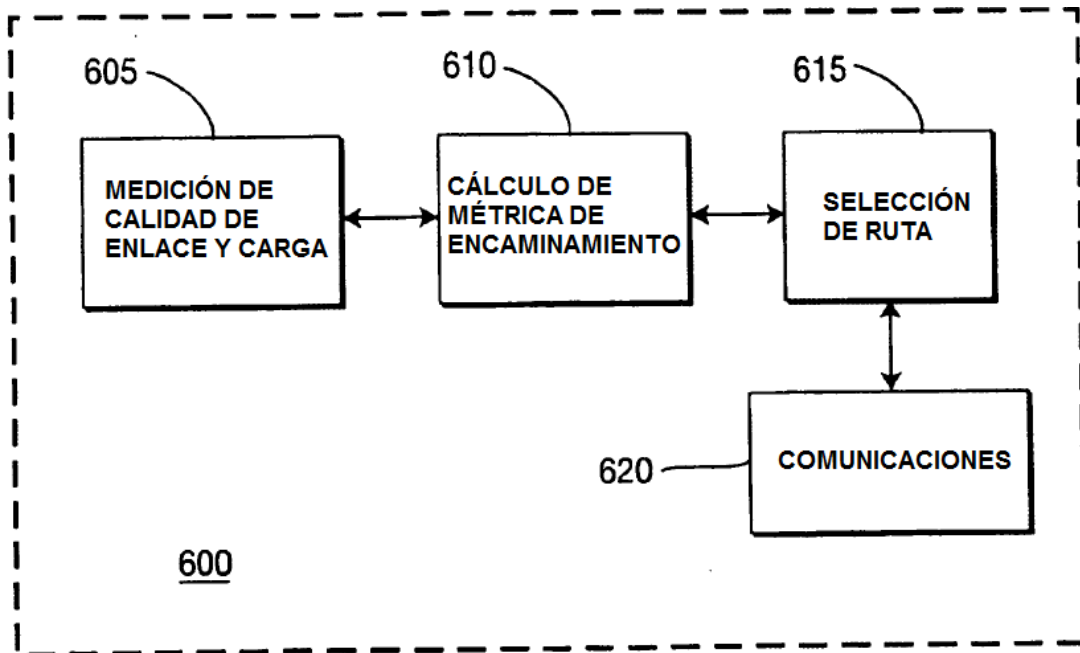 605
610
615
MEDICIÓN DE
CALIDAD DE
ENLACE Y CARGA
CÁLCULO DE
MÉTRICA DE
ENCAMINAMIENTO
SELECCIÓN
DE RUTA
620
COMUNICACIONES
600